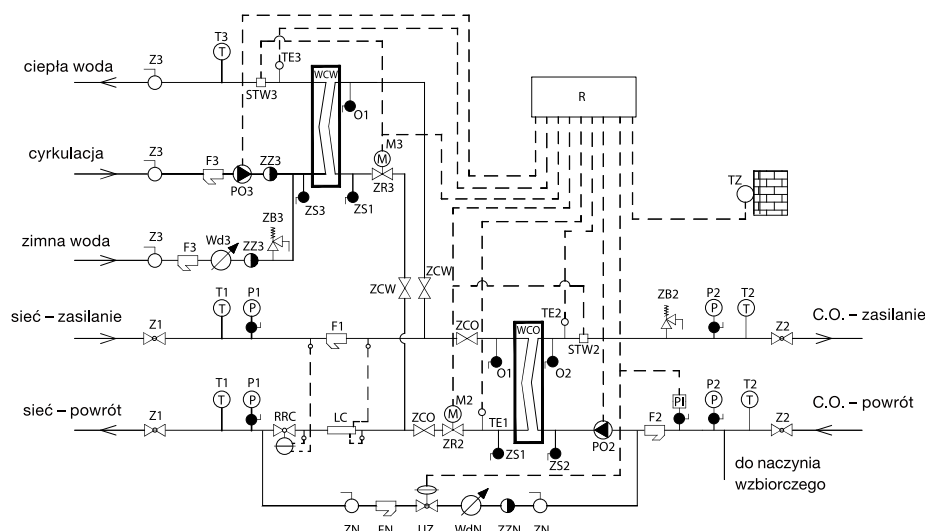 T3
Z3
T
TE3
ciepła woda
STW3
WCW
O1
R
cyrkulacja
Z3
F3
ZZ3
PO3
M3
M
ZR3
ZS3
ZS1
TZ
zimna woda
Z3
F3
Wd3
ZZ3
ZB3
ZCW
ZCW
sieć – zasilanie
Z1
T1
T
P1
P
F1
ZCO
WCO
TE2
STW2
ZB2
P2
P
T2
T
Z2
C.O. – zasilanie
O1
O2
sieć – powrót
Z1
T1
T
P1
P
RRC
LC
ZCO
M2
M
ZR2
TE1
ZS1
ZS2
PO2
F2
PI
P2
P
T2
T
Z2
C.O. – powrót
do naczynia
wzbiorczego
ZN
FN
UZ
WdN
ZZN
ZN